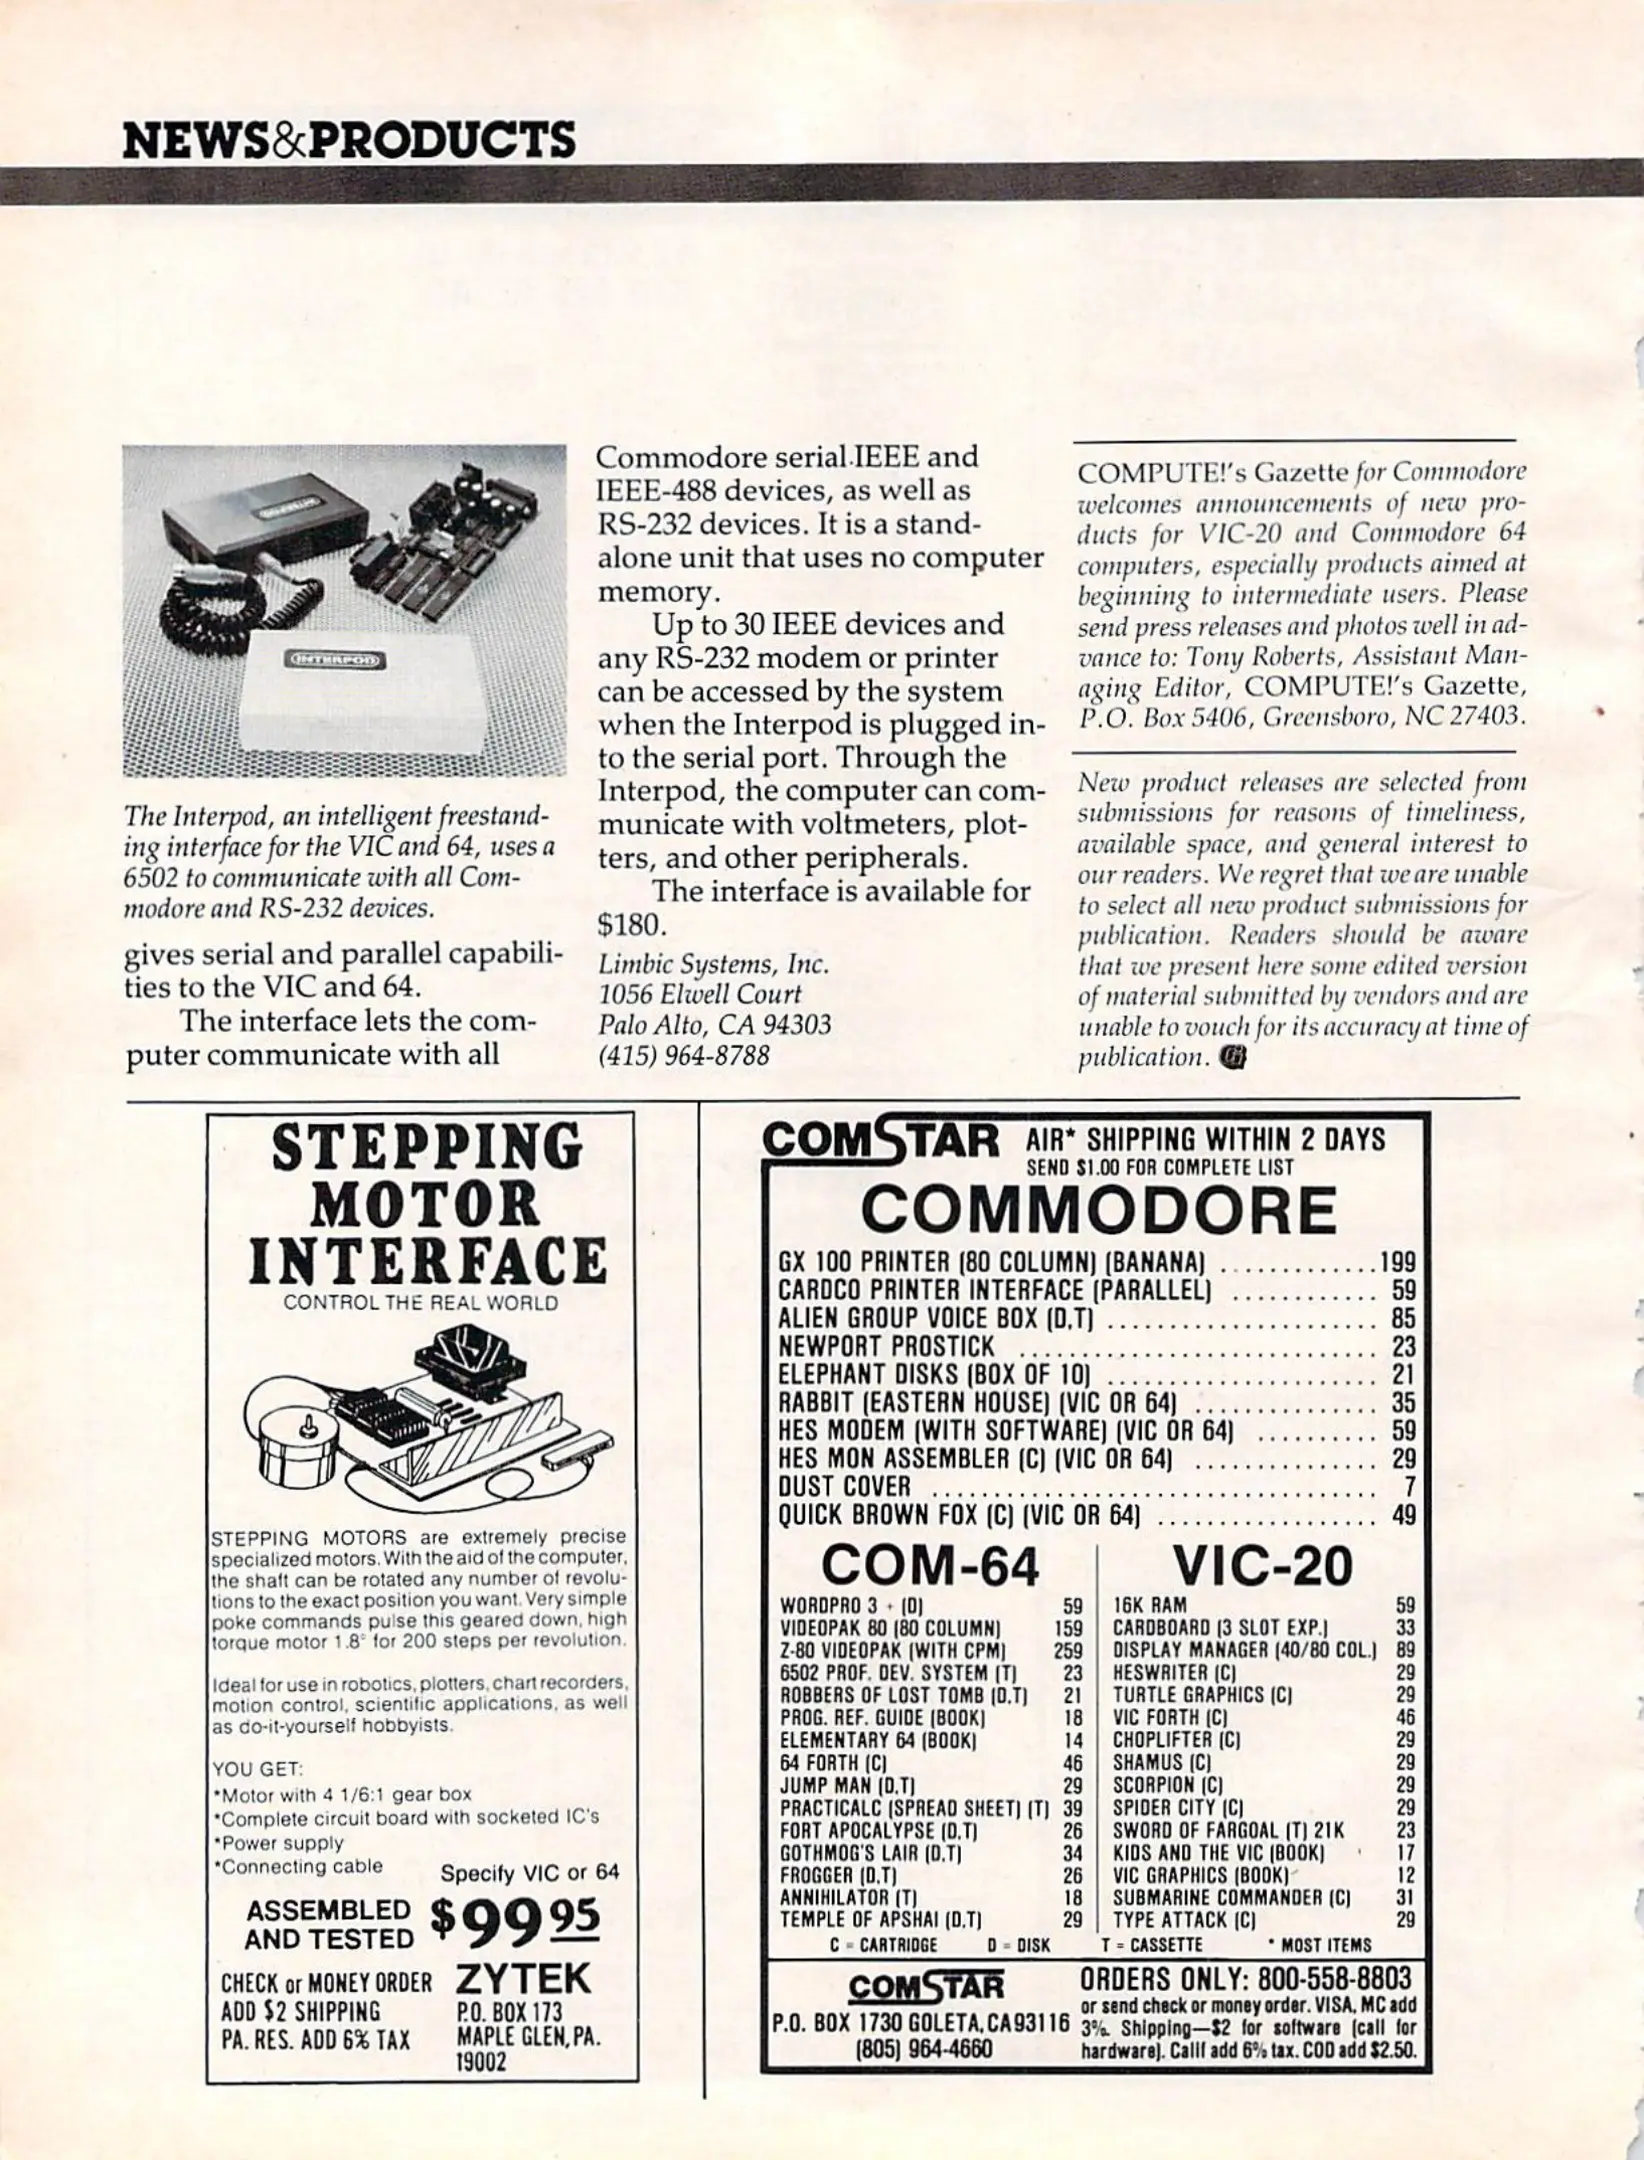 NEWS&PRODUCTS
INTERPOD
INTERPOD
The Interpod, an intelligent freestand-
ing interface for the VIC and 64, uses a
6502 to communicate with all Com-
modore and RS-232 devices.
gives serial and parallel capabili-
ties to the VIC and 64.
The interface lets the com-
puter communicate with all
Commodore serial IEEE and
IEEE-488 devices, as well as
RS-232 devices. It is a stand-
alone unit that uses no computer
memory.
Up to 30 IEEE devices and
any RS-232 modem or printer
can be accessed by the system
when the Interpod is plugged in-
to the serial port. Through the
Interpod, the computer can com-
municate with voltmeters, plot-
ters, and other peripherals.
The interface is available for
$180.
Limbic Systems, Inc.
1056 Elwell Court
Palo Alto, CA 94303
(415) 964-8788
COMPUTE!'s Gazette for Commodore
welcomes announcements of new pro-
ducts for VIC-20 and Commodore 64
computers, especially products aimed at
beginning to intermediate users. Please
send press releases and photos well in ad-
vance to: Tony Roberts, Assistant Man-
aging Editor, COMPUTE!'s Gazette,
P.O. Box 5406, Greensboro, NC 27403.
New product releases are selected from
submissions for reasons of timeliness,
available space, and general interest to
our readers. We regret that we are unable
to select all new product submissions for
publication. Readers should be aware
that we present here some edited version
of material submitted by vendors and are
unable to vouch for its accuracy at time of
publication. G
STEPPING
MOTOR
INTERFACE
CONTROL THE REAL WORLD
STEPPING MOTORS are extremely precise
specialized motors. With the aid of the computer,
the shaft can be rotated any number of revolu-
tions to the exact position you want. Very simple
poke commands pulse this geared down, high
torque motor 1.8° for 200 steps per revolution.
Ideal for use in robotics, plotters, chart recorders,
motion control, scientific applications, as well
as do-it-yourself hobbyists.
YOU GET:
*Motor with 4 1/6:1 gear box
*Complete circuit board with socketed IC's
*Power supply
*Connecting cable
Specify VIC or 64
ASSEMBLED
AND TESTED
$99 95
CHECK or MONEY ORDER
ADD $2 SHIPPING
PA. RES. ADD 6% TAX
ZYTEK
P.O. BOX 173
MAPLE GLEN, PA.
19002
COMSTAR AIR* SHIPPING WITHIN 2 DAYS
SEND $1.00 FOR COMPLETE LIST
COMMODORE
GX 100 PRINTER (80 COLUMN) (BANANA) .............199
CARDCO PRINTER INTERFACE (PARALLEL) ............ 59
ALIEN GROUP VOICE BOX (D,T) ...................... 85
NEWPORT PROSTICK ............................. 23
ELEPHANT DISKS (BOX OF 10) ...................... 21
RABBIT (EASTERN HOUSE) (VIC OR 64) ............... 35
HES MODEM (WITH SOFTWARE) (VIC OR 64) .......... 59
HES MON ASSEMBLER (C) (VIC OR 64) ............... 29
DUST COVER .................................... 7
QUICK BROWN FOX (C) (VIC OR 64) .................. 49
COM-64
WORDPRO 3 + (D) 59
VIDEOPAK 80 (80 COLUMN) 159
Z-80 VIDEOPAK (WITH CPM) 259
6502 PROF. DEV. SYSTEM (T) 23
ROBBERS OF LOST TOMB (D,T) 21
PROG. REF. GUIDE (BOOK) 18
ELEMENTARY 64 (BOOK) 14
64 FORTH (C) 46
JUMP MAN (D,T) 29
PRACTICALC (SPREAD SHEET) (T) 39
FORT APOCALYPSE (D,T) 26
GOTHMOG'S LAIR (D,T) 34
FROGGER (D,T) 26
ANNIHILATOR (T) 18
TEMPLE OF APSHAI (D,T) 29
VIC-20
16K RAM 59
CARDBOARD (3 SLOT EXP.) 33
DISPLAY MANAGER (40/80 COL.) 89
HESWRITER (C) 29
TURTLE GRAPHICS (C) 29
VIC FORTH (C) 46
CHOPLIFTER (C) 29
SHAMUS (C) 29
SCORPION (C) 29
SPIDER CITY (C) 29
SWORD OF FARGOAL (T) 21K 23
KIDS AND THE VIC (BOOK) 17
VIC GRAPHICS (BOOK) 12
SUBMARINE COMMANDER (C) 31
TYPE ATTACK (C) 29
C = CARTRIDGE D = DISK T = CASSETTE * MOST ITEMS
COMSTAR
P.O. BOX 1730 GOLETA, CA 93116
(805) 964-4660
ORDERS ONLY: 800-558-8803
or send check or money order. VISA, MC add
3%. Shipping—$2 for software (call for
hardware). Calif add 6% tax. COD add $2.50.